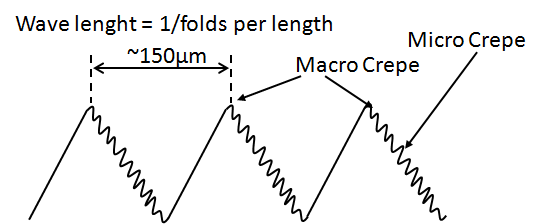 Wave lenght = 1/folds per length
~150µm
Micro Crepe
Macro Crepe